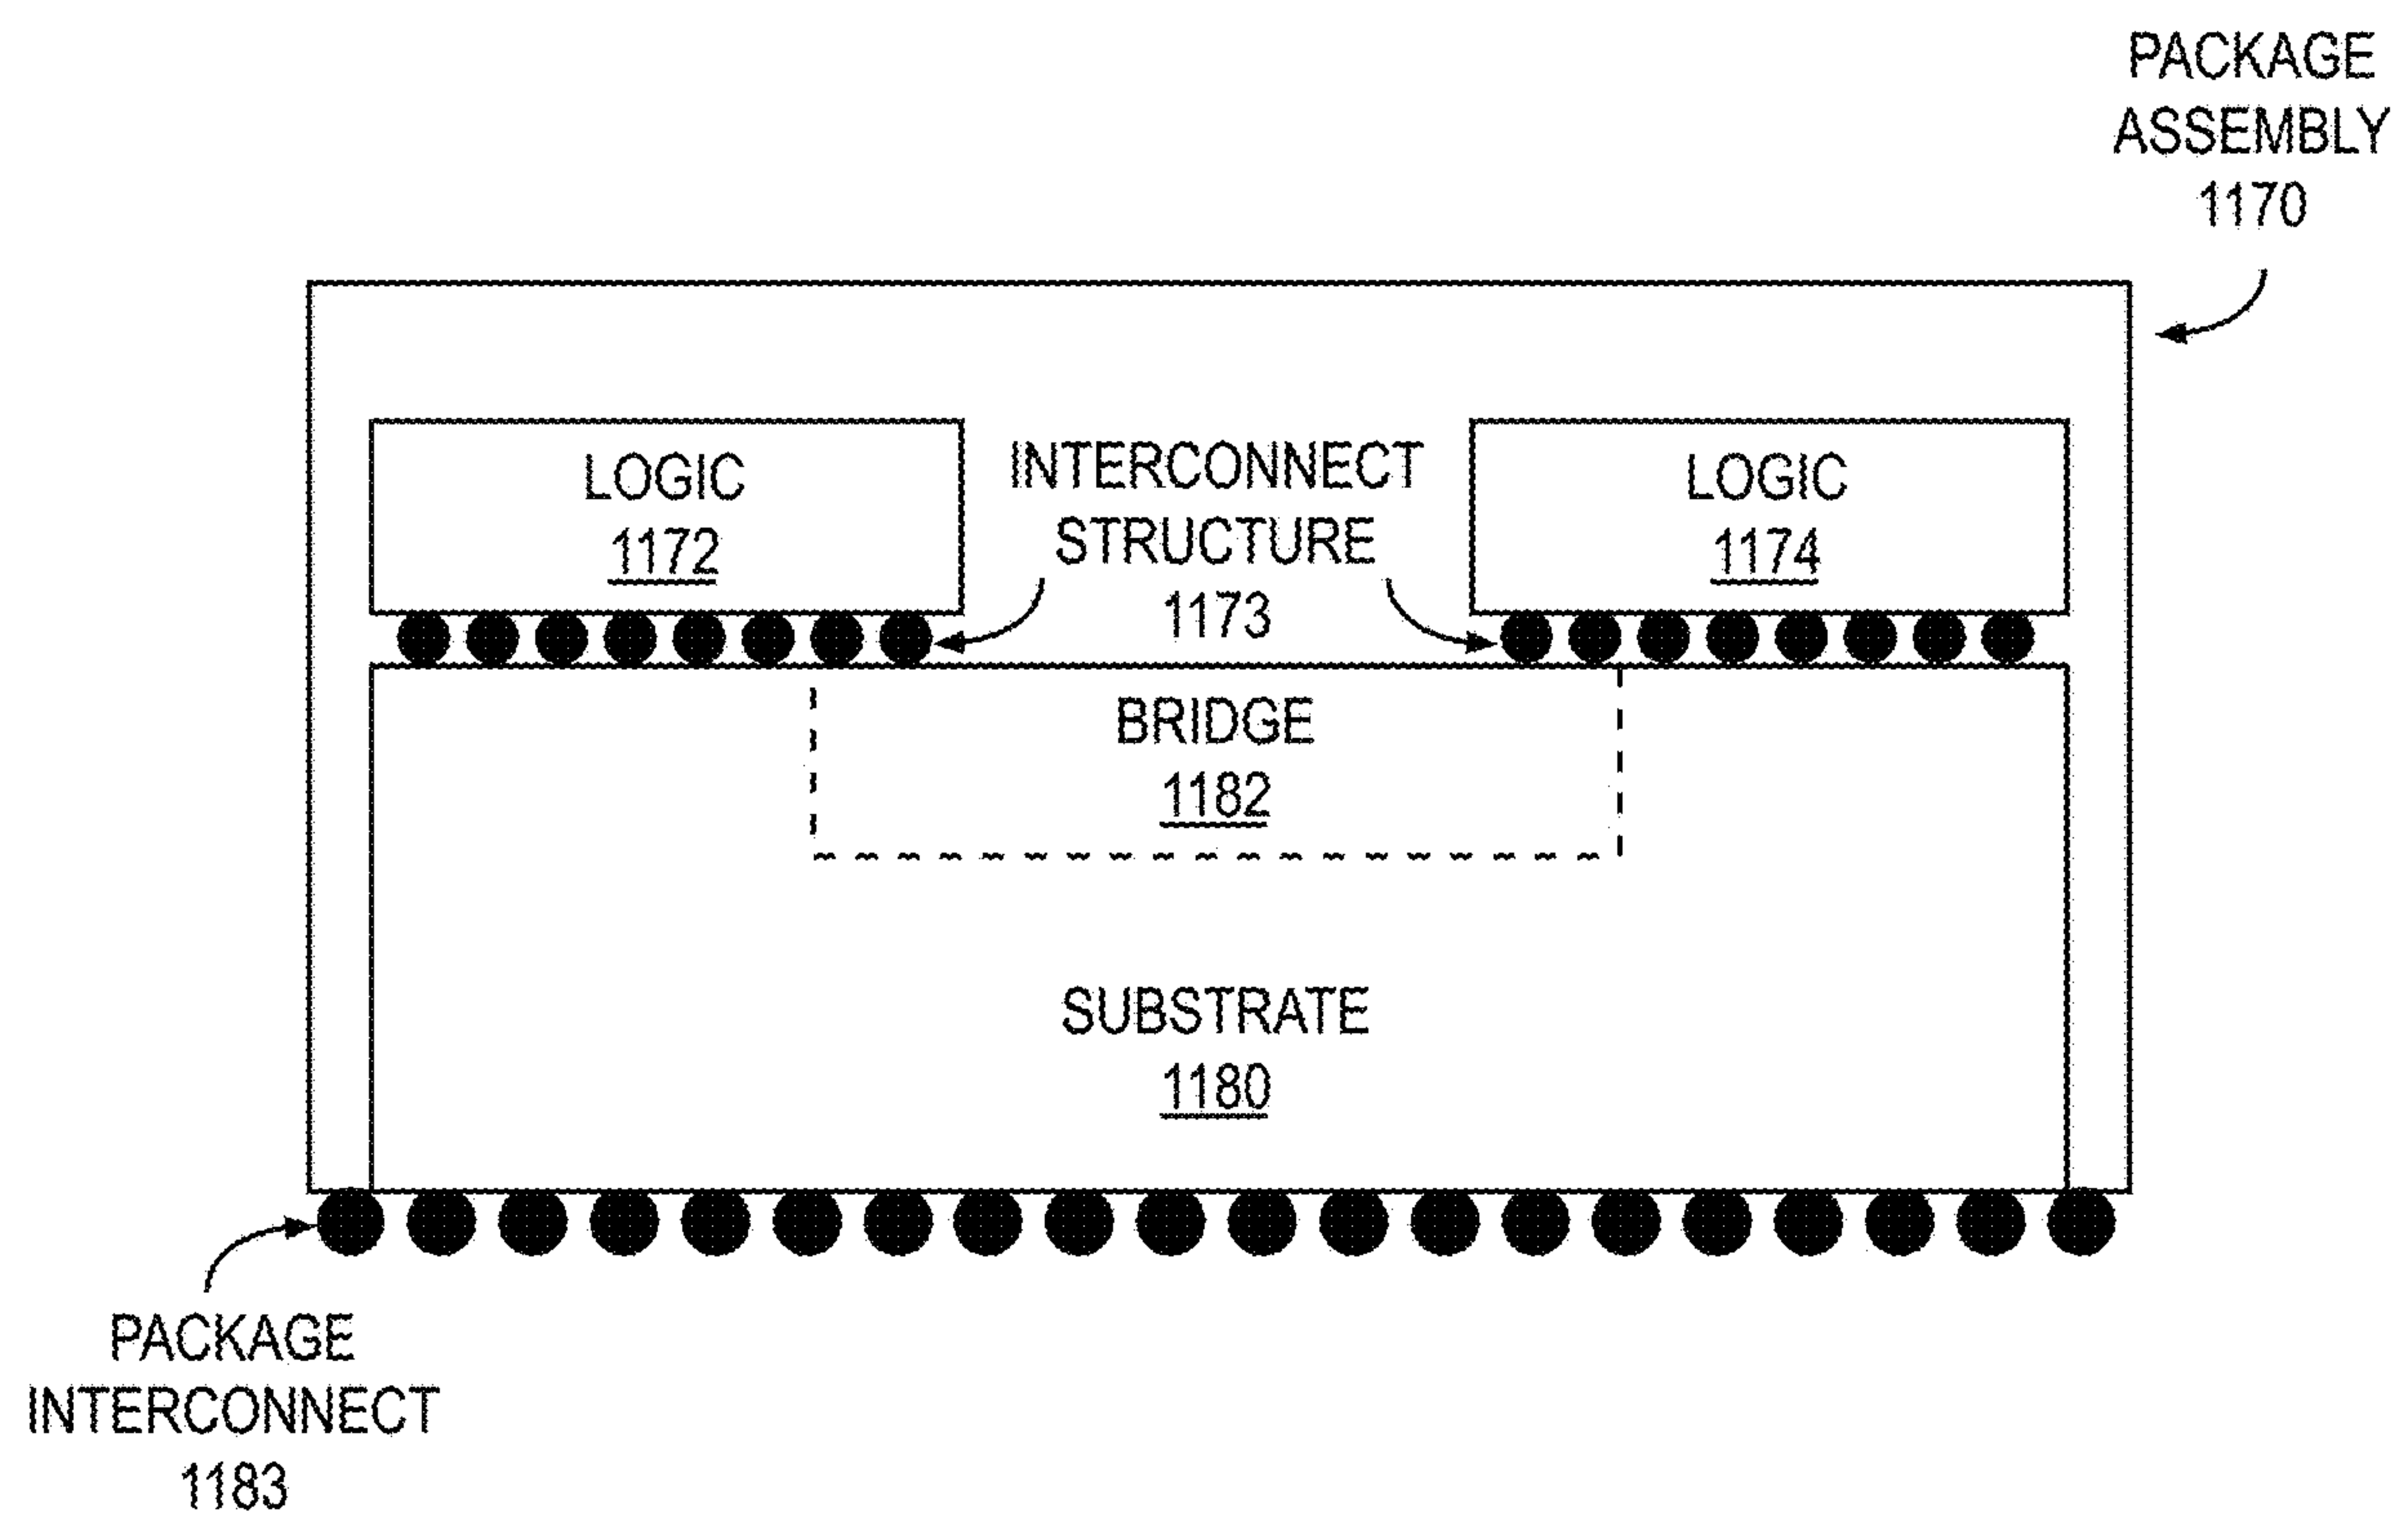 PACKAGE
ASSEMBLY
1170
LOGIC
1172
INTERCONNECT
STRUCTURE
1173
LOGIC
1174
BRIDGE
1182
SUBSTRATE
1180
PACKAGE
INTERCONNECT
1183